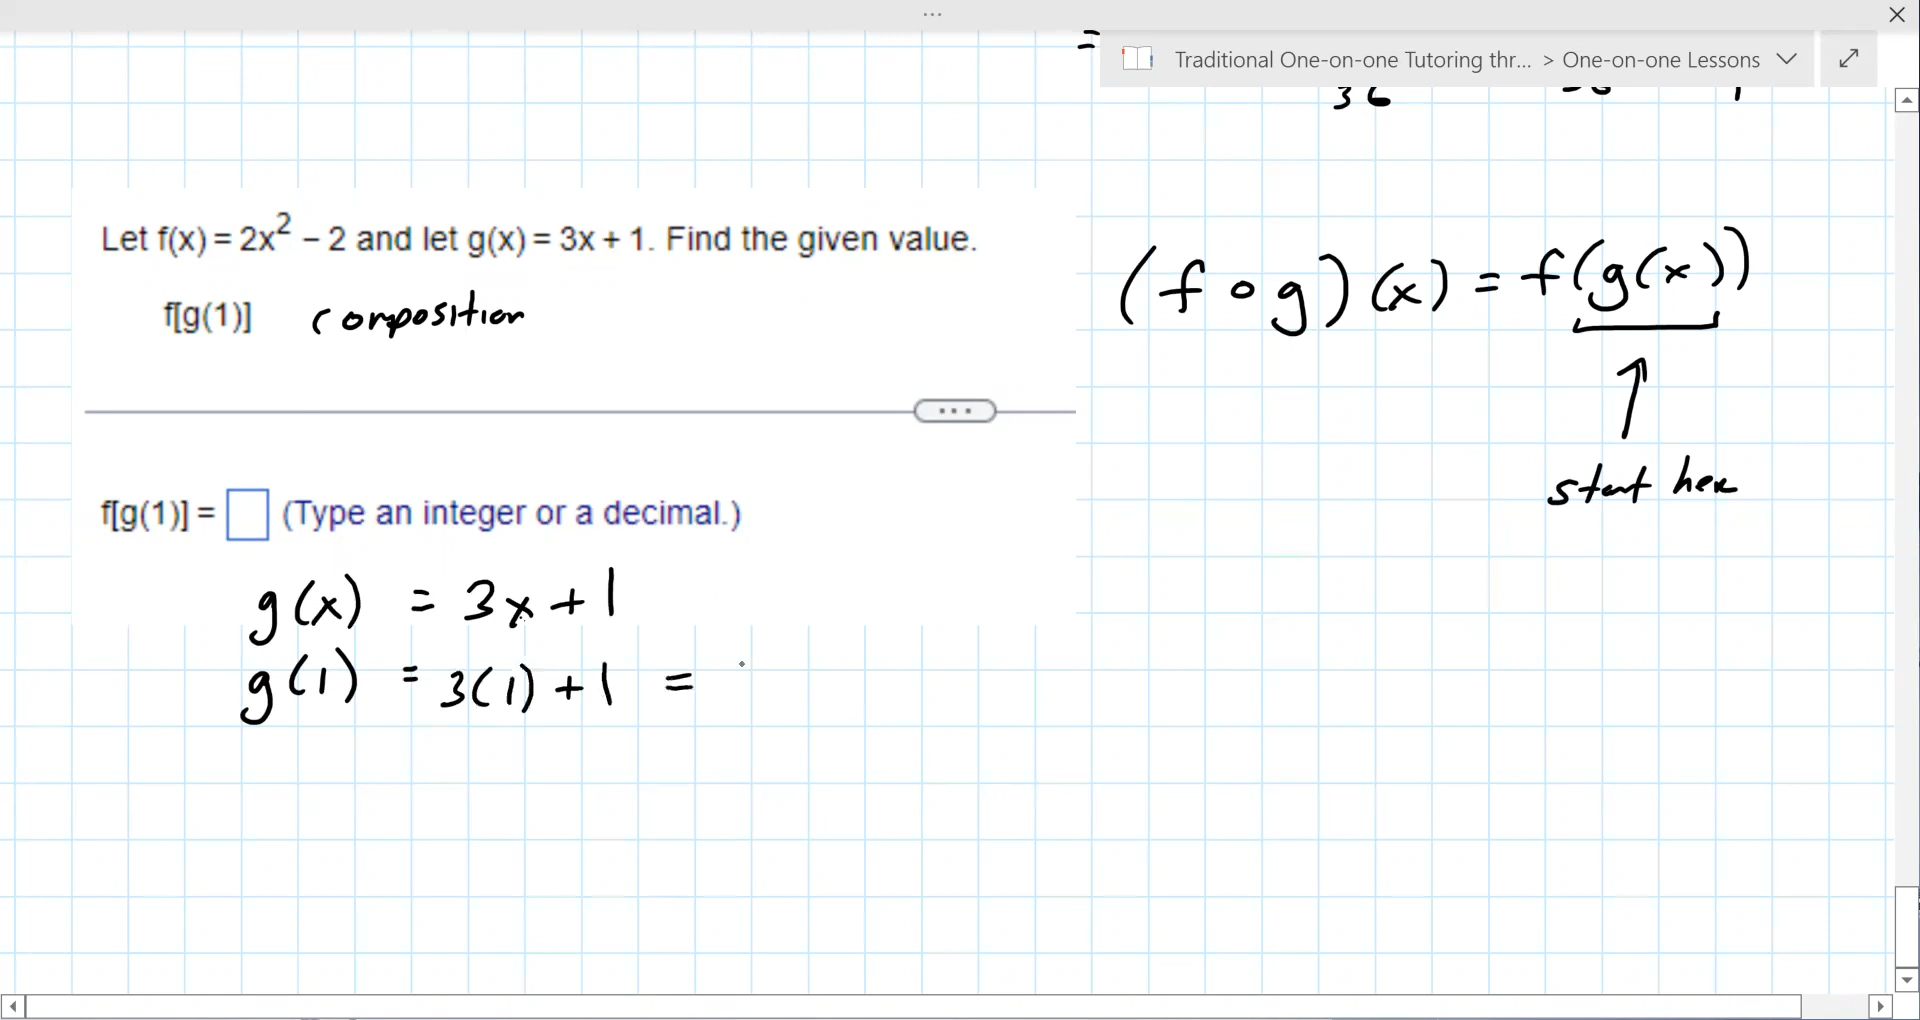 Traditional One-on-one Tutoring thr... > One-on-one Lessons
Let f(x) = 2x² − 2 and let g(x) = 3x + 1. Find the given value.
f[g(1)] composition
(f ∘ g)(x) = f(g(x))
start here
f[g(1)] = (Type an integer or a decimal.)
g(x) = 3x + 1
g(1) = 3(1) + 1 =